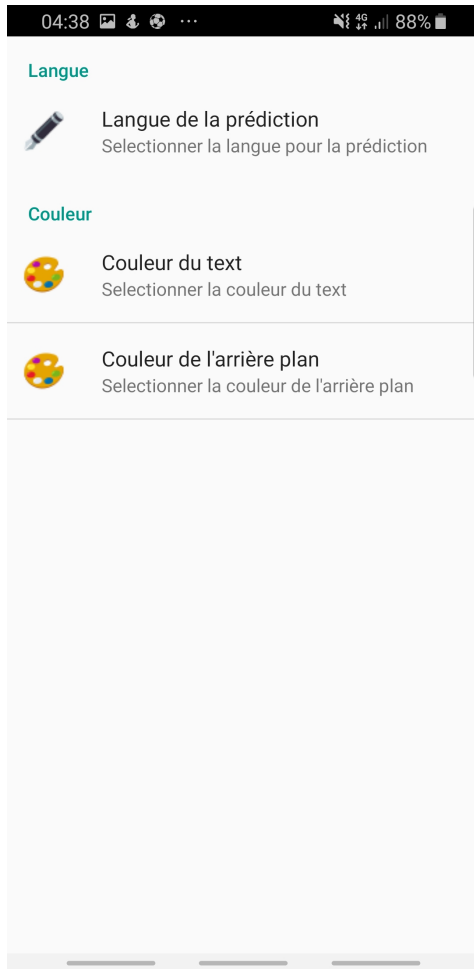 04:38 ... 4G 88%
Langue
Langue de la prédiction
Selectionner la langue pour la prédiction
Couleur
Couleur du text
Selectionner la couleur du text
Couleur de l'arrière plan
Selectionner la couleur de l'arrière plan